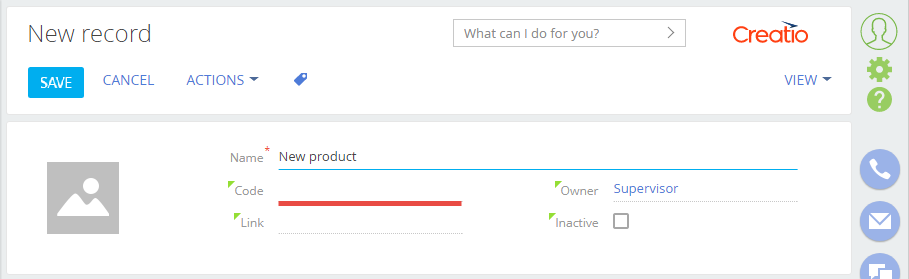 New record
What can I do for you?
Creatio
SAVE
CANCEL
ACTIONS
VIEW
?
Name* New product
Code
Owner Supervisor
Link
Inactive